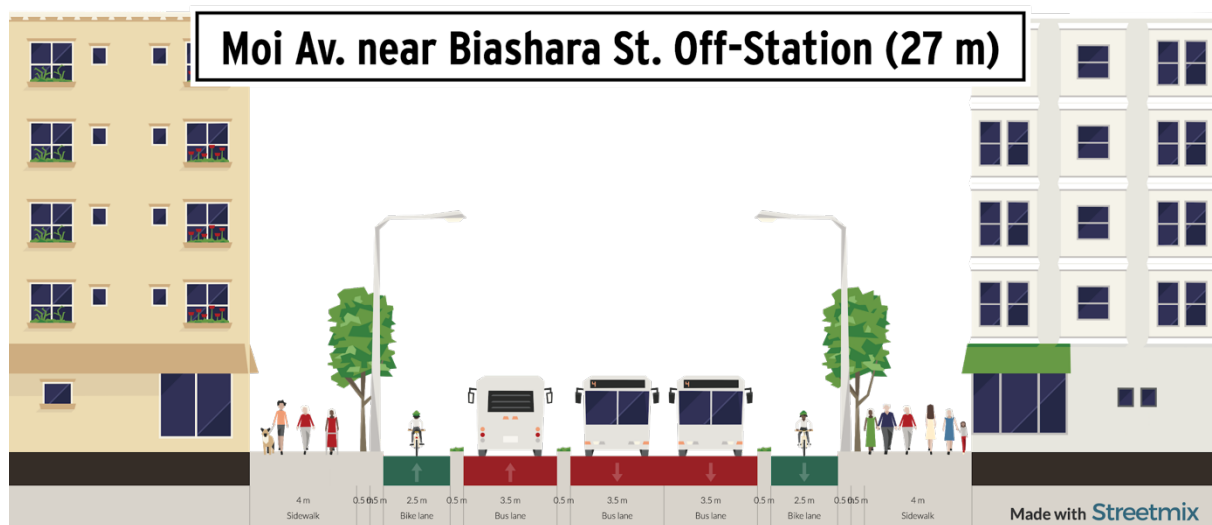 Moi Av. near Biashara St. Off-Station (27 m)
4 4
4 m 0.5 m 0.5 m 2.5 m 0.5 m 3.5 m 0.5 m 3.5 m 3.5 m 0.5 m 2.5 m 0.5 m 0.5 m 4 m
Sidewalk Bike lane Bus lane Bus lane Bus lane Bike lane Sidewalk
Made with Streetmix